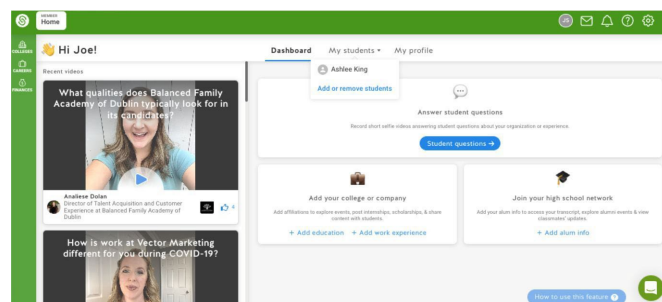 MEMBER
Home
JS
COLLEGES
CAREERS
FINANCES
👋 Hi Joe!
Dashboard
My students
My profile
Ashlee King
Add or remove students
Recent videos
What qualities does Balanced Family
Academy of Dublin typically look for in
its candidates?
Analiese Dolan
Director of Talent Acquisition and Customer
Experience at Balanced Family Academy of
Dublin
4
How is work at Vector Marketing
different for you during COVID-19?
Answer student questions
Record short selfie videos answering student questions about your organization or experience.
Student questions →
Add your college or company
Add affiliations to explore events, post internships, scholarships, & share
content with students.
+ Add education + Add work experience
Join your high school network
Add your alum info to access your transcript, explore alumni events & view
classmates' updates.
+ Add alum info
How to use this feature ?